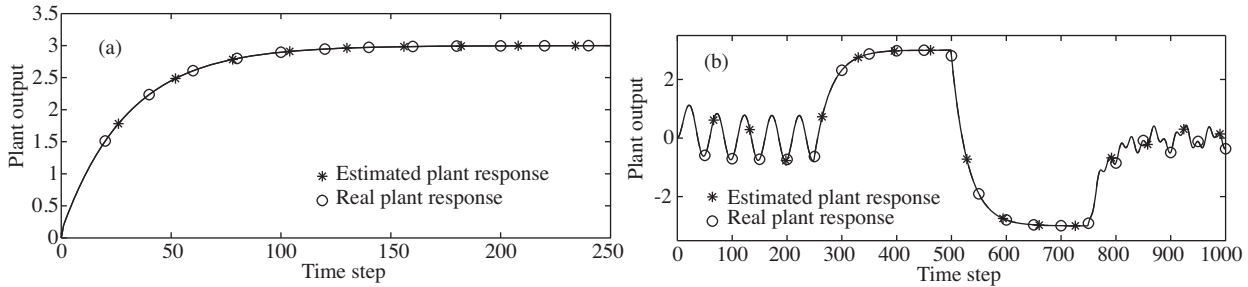 3.5
3
2.5
2
1.5
1
0.5
0
Plant output
(a)
* Estimated plant response
○ Real plant response
0 50 100 150 200 250
Time step
2
0
-2
Plant output
(b)
* Estimated plant response
○ Real plant response
0 100 200 300 400 500 600 700 800 900 1000
Time step